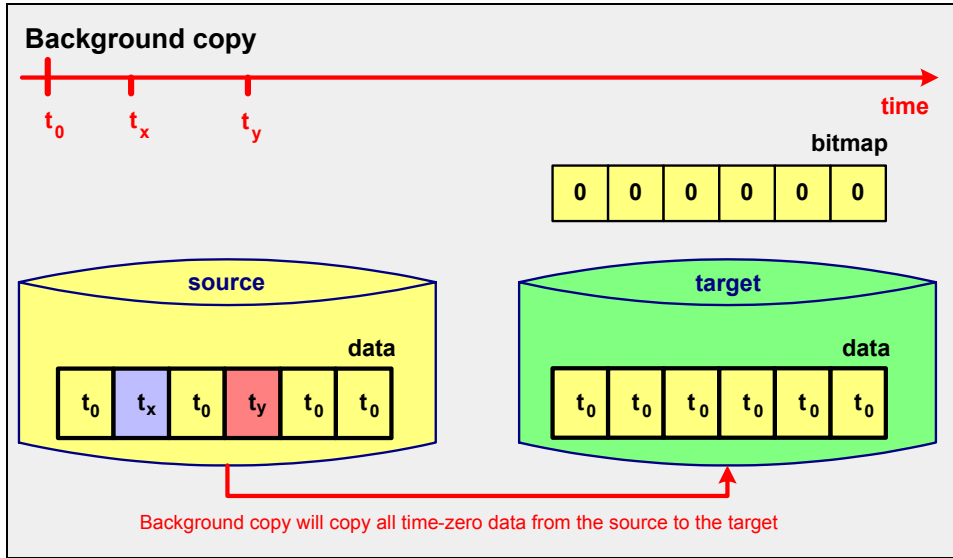 Background copy
t0 tx ty
time
bitmap
0 0 0 0 0 0
source target
data data
t0 tx t0 ty t0 t0 t0 t0 t0 t0 t0 t0
Background copy will copy all time-zero data from the source to the target